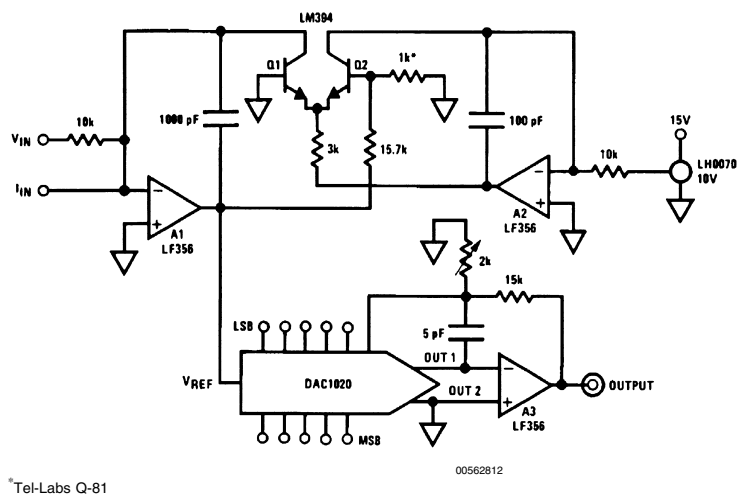 LM394
Q1
Q2
1k*
10k
1000 pF
3k
15.7k
100 pF
15V
10k
LH0070
10V
VIN
IIN
−
+
A1
LF356
−
+
A2
LF356
2k
15k
5 pF
LSB
OUT 1
VREF
DAC1020
OUT 2
−
+
A3
LF356
OUTPUT
MSB
00562812
*Tel-Labs Q-81